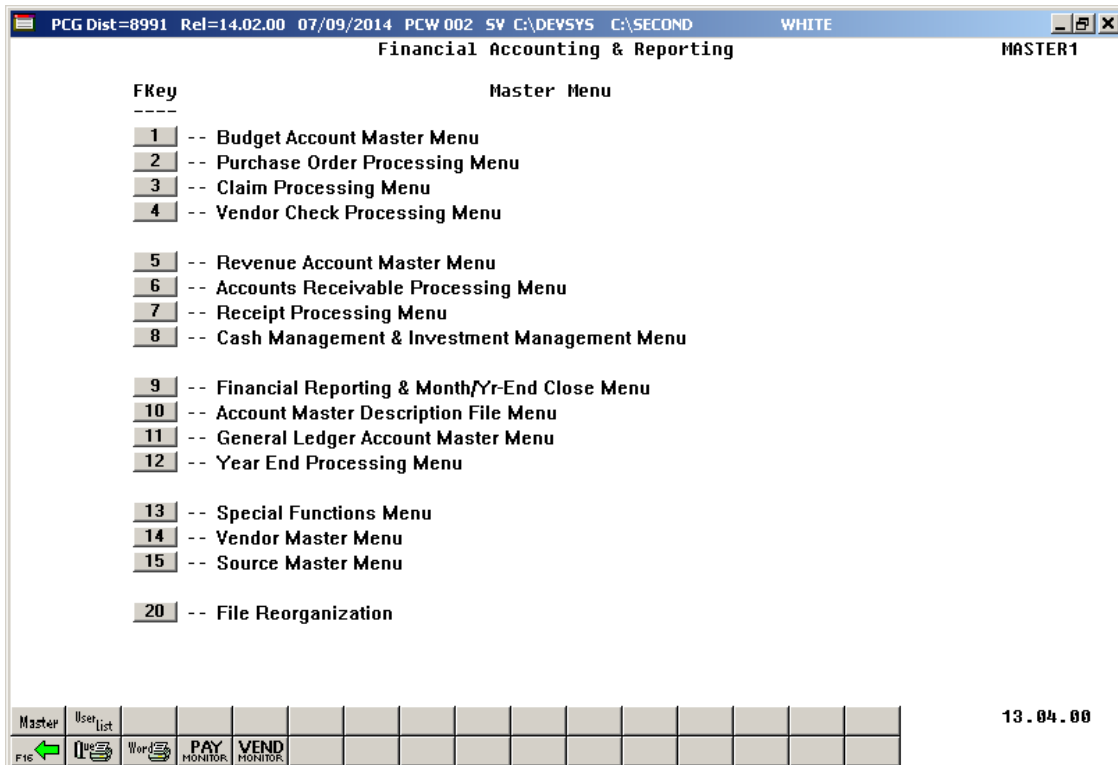 PCG Dist=8991 Rel=14.02.00 07/09/2014 PCW 002 SV C:\DEVSYS C:\SECOND WHITE
Financial Accounting & Reporting MASTER1
FKey Master Menu
----
1 -- Budget Account Master Menu
2 -- Purchase Order Processing Menu
3 -- Claim Processing Menu
4 -- Vendor Check Processing Menu
5 -- Revenue Account Master Menu
6 -- Accounts Receivable Processing Menu
7 -- Receipt Processing Menu
8 -- Cash Management & Investment Management Menu
9 -- Financial Reporting & Month/Yr-End Close Menu
10 -- Account Master Description File Menu
11 -- General Ledger Account Master Menu
12 -- Year End Processing Menu
13 -- Special Functions Menu
14 -- Vendor Master Menu
15 -- Source Master Menu
20 -- File Reorganization
Master User List 13.04.00
F16 Que Word PAY MONITOR VEND MONITOR